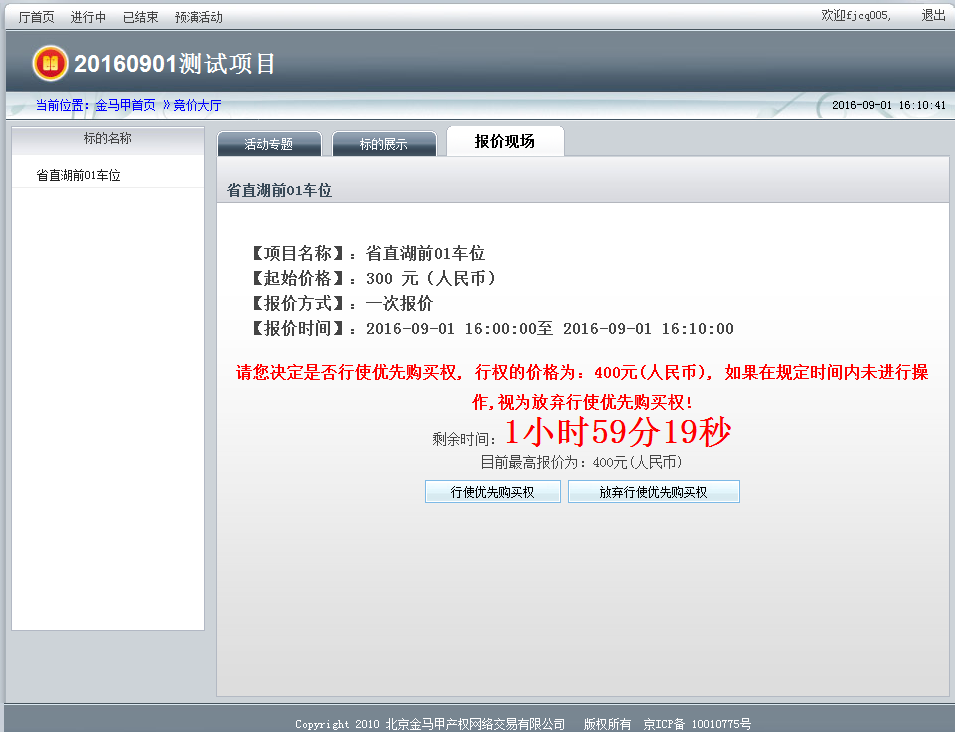 厅首页 进行中 已结束 预演活动 欢迎fjcq005, 退出
20160901测试项目
当前位置: 金马甲首页 》 竞价大厅 2016-09-01 16:10:41
标的名称
省直湖前01车位
活动专题 标的展示 报价现场
省直湖前01车位
【项目名称】: 省直湖前01车位
【起始价格】: 300 元 (人民币)
【报价方式】: 一次报价
【报价时间】: 2016-09-01 16:00:00至 2016-09-01 16:10:00
请您决定是否行使优先购买权, 行权的价格为: 400元(人民币), 如果在规定时间内未进行操
作,视为放弃行使优先购买权!
剩余时间: 1小时59分19秒
目前最高报价为: 400元(人民币)
行使优先购买权 放弃行使优先购买权
Copyright 2010 北京金马甲产权网络交易有限公司 版权所有 京ICP备 10010775号